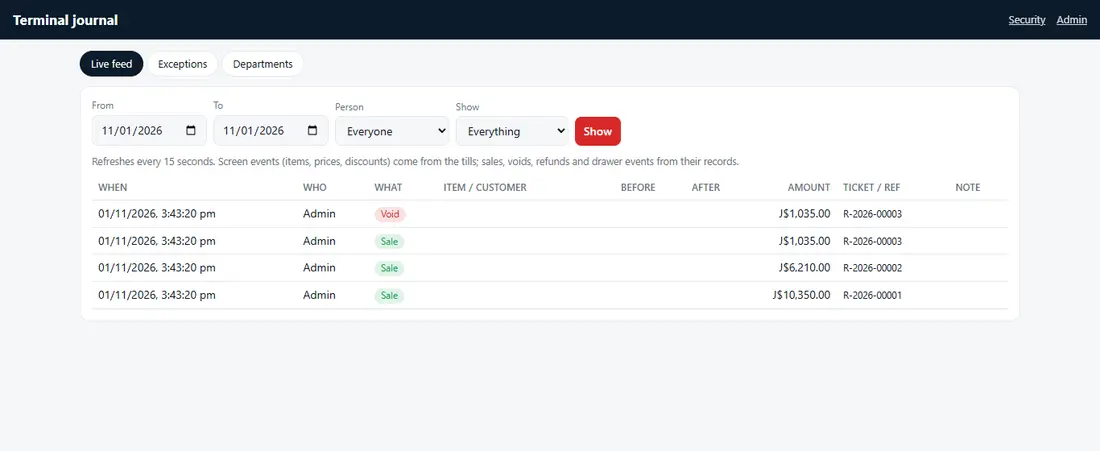 Terminal journal Security Admin
Live feed Exceptions Departments
From To Person Show
11/01/2026 11/01/2026 Everyone Everything Show
Refreshes every 15 seconds. Screen events (items, prices, discounts) come from the tills; sales, voids, refunds and drawer events from their records.
WHEN WHO WHAT ITEM / CUSTOMER BEFORE AFTER AMOUNT TICKET / REF NOTE
01/11/2026, 3:43:20 pm Admin Void J$1,035.00 R-2026-00003
01/11/2026, 3:43:20 pm Admin Sale J$1,035.00 R-2026-00003
01/11/2026, 3:43:20 pm Admin Sale J$6,210.00 R-2026-00002
01/11/2026, 3:43:20 pm Admin Sale J$10,350.00 R-2026-00001